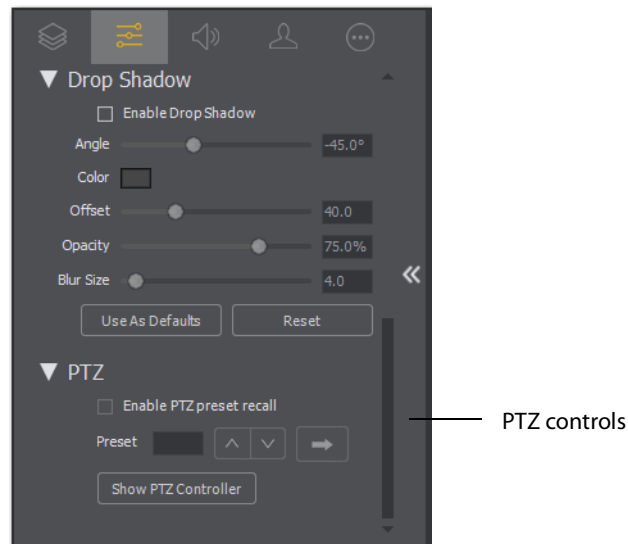 Drop Shadow
Enable Drop Shadow
Angle -45.0°
Color
Offset 40.0
Opacity 75.0%
Blur Size 4.0
Use As Defaults Reset
PTZ
Enable PTZ preset recall
Preset
Show PTZ Controller
PTZ controls